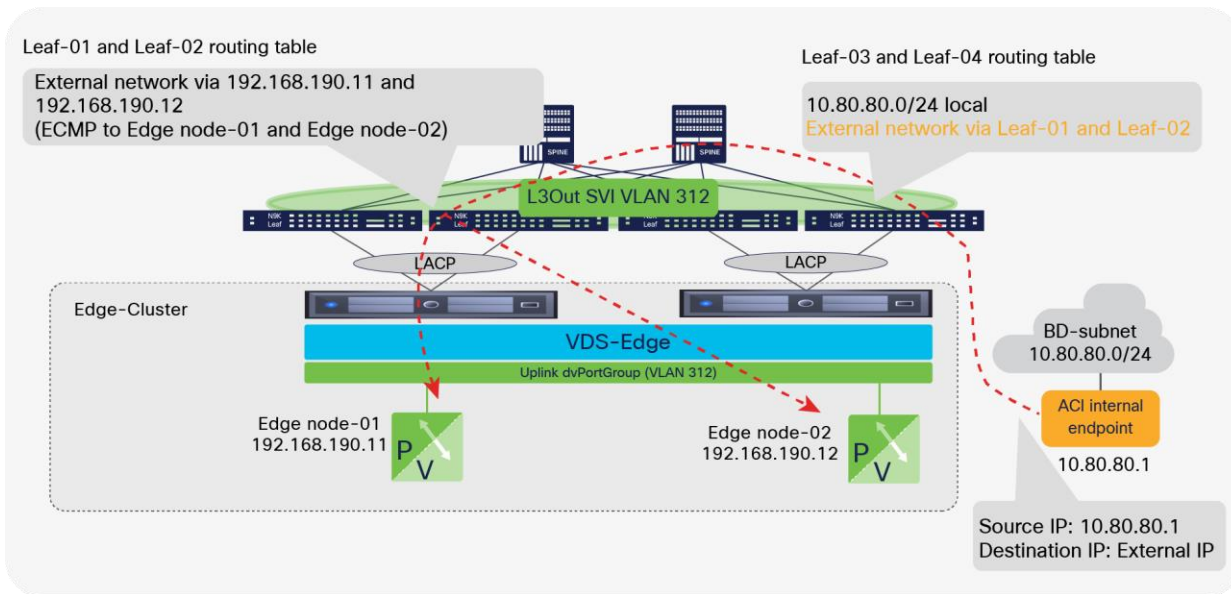 Leaf-01 and Leaf-02 routing table
External network via 192.168.190.11 and
192.168.190.12
(ECMP to Edge node-01 and Edge node-02)
Leaf-03 and Leaf-04 routing table
10.80.80.0/24 local
External network via Leaf-01 and Leaf-02
SPINE
SPINE
L3Out SVI VLAN 312
N9K
Leaf
N9K
Leaf
N9K
Leaf
N9K
Leaf
LACP
LACP
Edge-Cluster
VDS-Edge
Uplink dvPortGroup (VLAN 312)
BD-subnet
10.80.80.0/24
ACI internal
endpoint
10.80.80.1
Edge node-01
192.168.190.11
P
V
Edge node-02
192.168.190.12
P
V
Source IP: 10.80.80.1
Destination IP: External IP